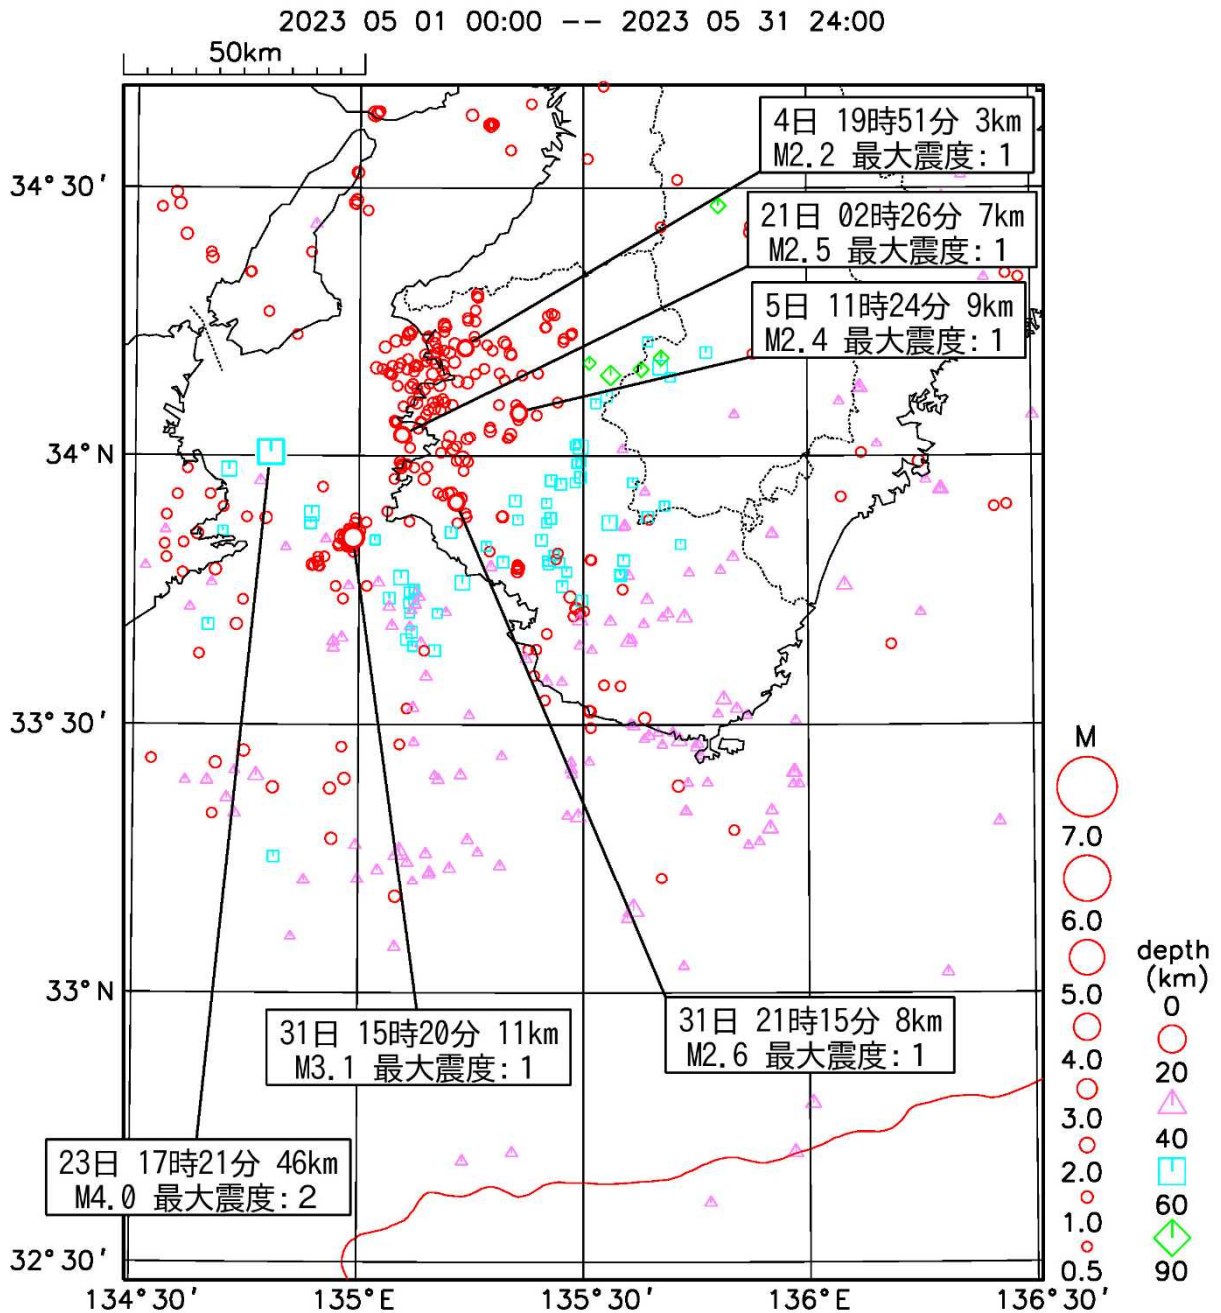 2023 05 01 00:00 -- 2023 05 31 24:00
50km
4日 19時51分 3km
M2.2 最大震度:1
34°30'
21日 02時26分 7km
M2.5 最大震度:1
5日 11時24分 9km
M2.4 最大震度:1
34°N
33°30'
M
7.0
6.0
5.0
4.0
3.0
2.0
1.0
0.5
depth
(km)
0
20
40
60
90
33°N
31日 15時20分 11km
M3.1 最大震度:1
31日 21時15分 8km
M2.6 最大震度:1
23日 17時21分 46km
M4.0 最大震度:2
32°30'
134°30'
135°E
135°30'
136°E
136°30'